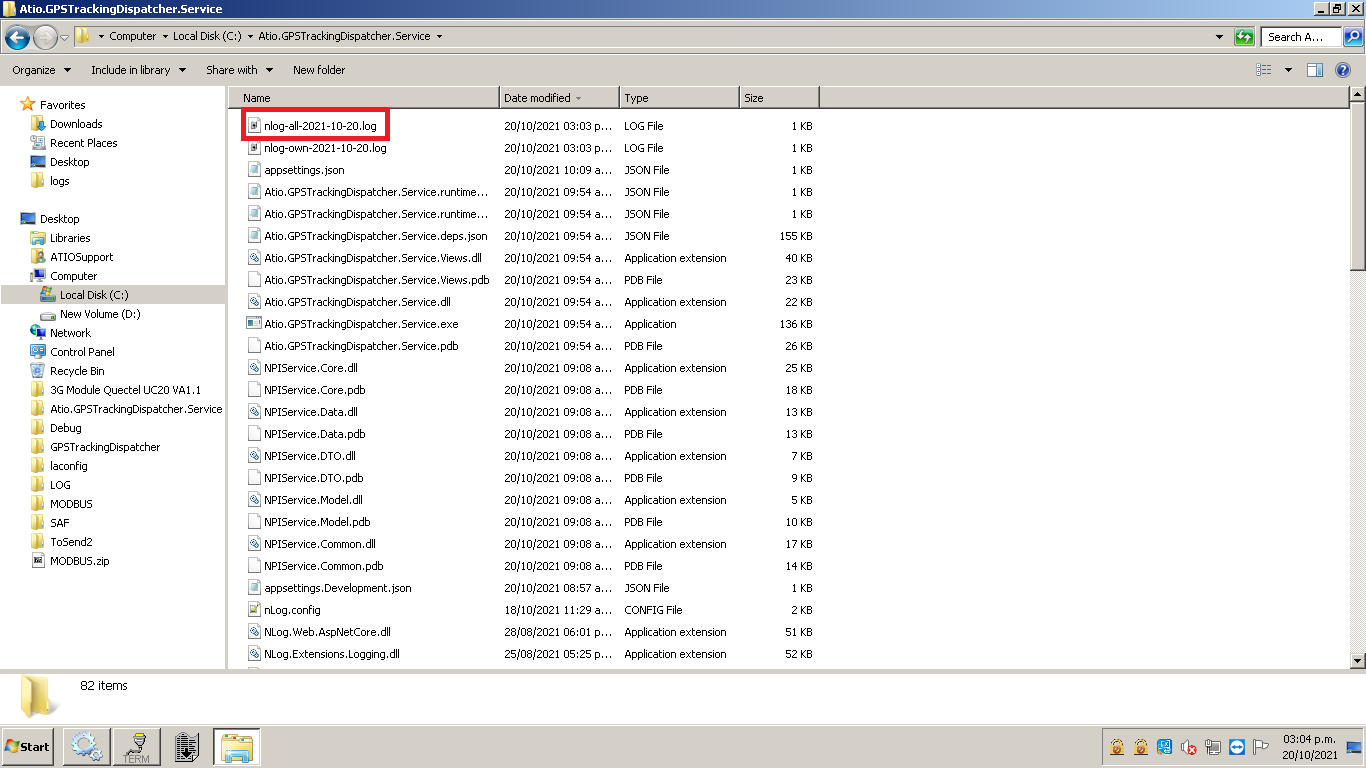 Atio.GPSTrackingDispatcher.Service
Computer Local Disk (C:) Atio.GPSTrackingDispatcher.Service
Search A...
Organize Include in library Share with New folder
Favorites
Downloads
Recent Places
Desktop
logs
Desktop
Libraries
ATIOSupport
Computer
Local Disk (C:)
New Volume (D:)
Network
Control Panel
Recycle Bin
3G Module Quectel UC20 VA1.1
Atio.GPSTrackingDispatcher.Service
Debug
GPSTrackingDispatcher
laconfig
LOG
MODBUS
SAF
ToSend2
MODBUS.zip
Name Date modified Type Size
nlog-all-2021-10-20.log 20/10/2021 03:03 p... LOG File 1 KB
nlog-own-2021-10-20.log 20/10/2021 03:03 p... LOG File 1 KB
appsettings.json 20/10/2021 10:09 a... JSON File 1 KB
Atio.GPSTrackingDispatcher.Service.runtime... 20/10/2021 09:54 a... JSON File 1 KB
Atio.GPSTrackingDispatcher.Service.runtime... 20/10/2021 09:54 a... JSON File 1 KB
Atio.GPSTrackingDispatcher.Service.deps.json 20/10/2021 09:54 a... JSON File 155 KB
Atio.GPSTrackingDispatcher.Service.Views.dll 20/10/2021 09:54 a... Application extension 40 KB
Atio.GPSTrackingDispatcher.Service.Views.pdb 20/10/2021 09:54 a... PDB File 23 KB
Atio.GPSTrackingDispatcher.Service.dll 20/10/2021 09:54 a... Application extension 22 KB
Atio.GPSTrackingDispatcher.Service.exe 20/10/2021 09:54 a... Application 136 KB
Atio.GPSTrackingDispatcher.Service.pdb 20/10/2021 09:54 a... PDB File 26 KB
NPIService.Core.dll 20/10/2021 09:08 a... Application extension 25 KB
NPIService.Core.pdb 20/10/2021 09:08 a... PDB File 18 KB
NPIService.Data.dll 20/10/2021 09:08 a... Application extension 13 KB
NPIService.Data.pdb 20/10/2021 09:08 a... PDB File 13 KB
NPIService.DTO.dll 20/10/2021 09:08 a... Application extension 7 KB
NPIService.DTO.pdb 20/10/2021 09:08 a... PDB File 9 KB
NPIService.Model.dll 20/10/2021 09:08 a... Application extension 5 KB
NPIService.Model.pdb 20/10/2021 09:08 a... PDB File 10 KB
NPIService.Common.dll 20/10/2021 09:08 a... Application extension 17 KB
NPIService.Common.pdb 20/10/2021 09:08 a... PDB File 14 KB
appsettings.Development.json 20/10/2021 08:57 a... JSON File 1 KB
nLog.config 18/10/2021 11:29 a... CONFIG File 2 KB
NLog.Web.AspNetCore.dll 28/08/2021 06:01 p... Application extension 51 KB
NLog.Extensions.Logging.dll 25/08/2021 05:25 p... Application extension 52 KB
82 items
Start
TERM
03:04 p.m.
20/10/2021